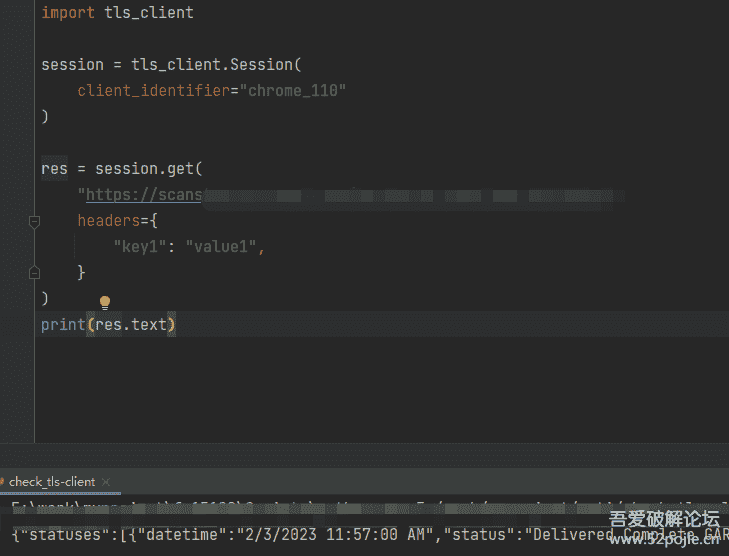 import tls_client
session = tls_client.Session(
client_identifier="chrome_110"
)
res = session.get(
"https://scans
headers={
"key1": "value1",
}
)
print(res.text)
check_tls-client ×
吾爱破解论坛
{"statuses":[{"datetime":"2/3/2023 11:57:00 AM","status":"Delivered Complete GAR
www.52pojie.cn